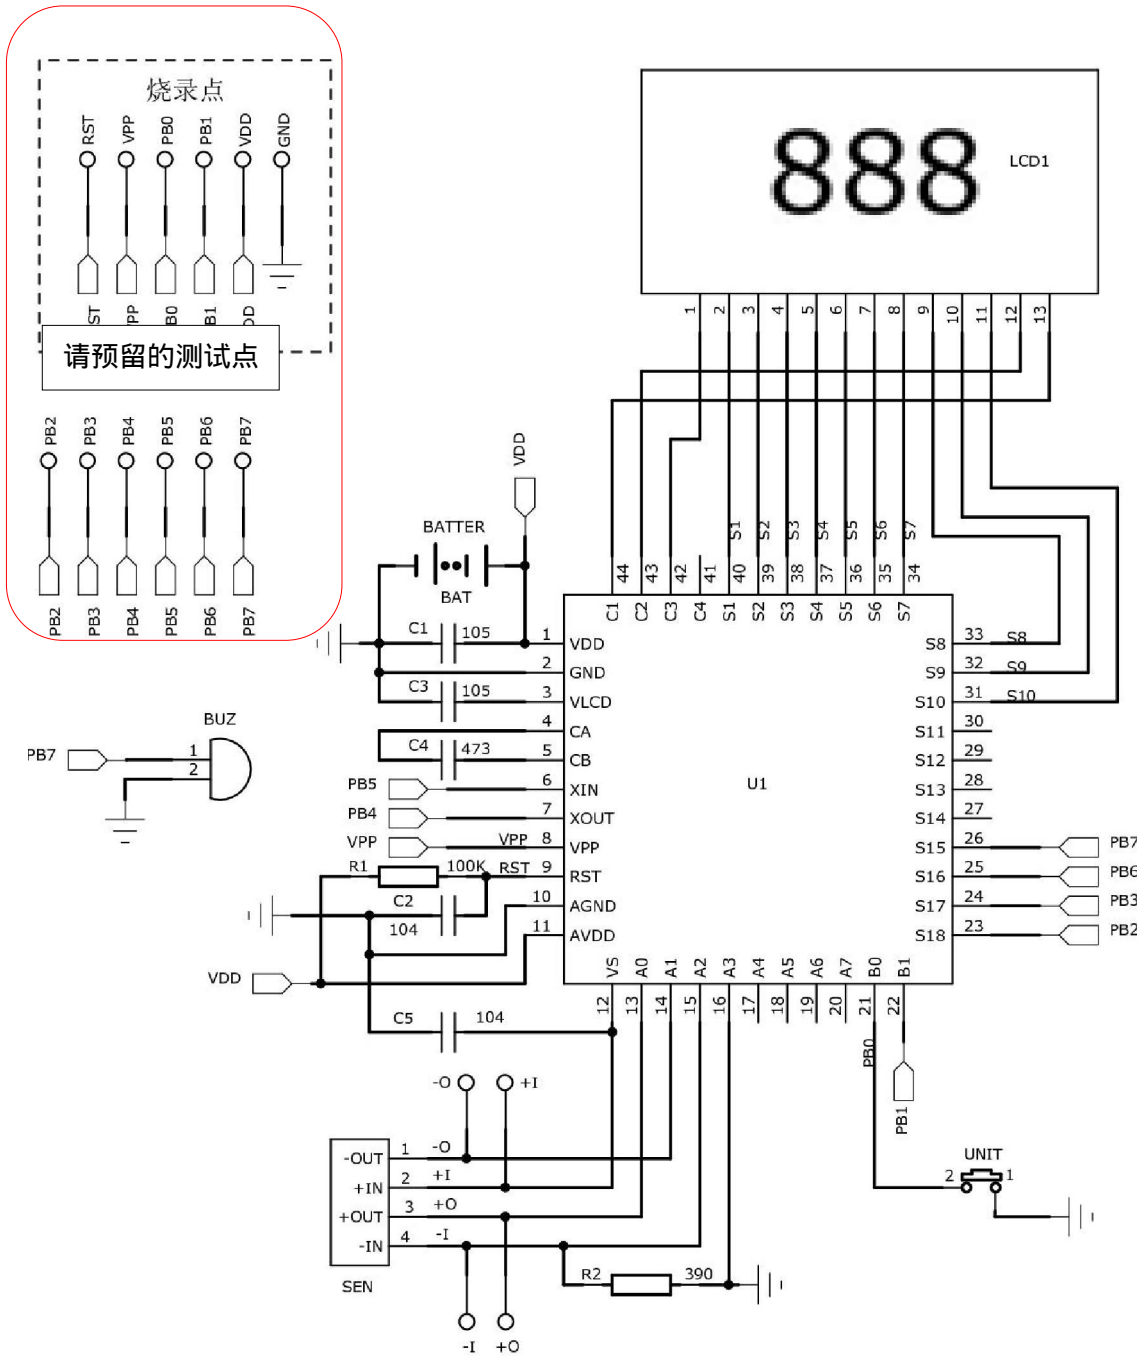 烧录点
RST VPP PB0 PB1 VDD GND
ST PP B0 B1 DD
请预留的测试点
PB2 PB3 PB4 PB5 PB6 PB7
PB2 PB3 PB4 PB5 PB6 PB7
888
LCD1
1 2 3 4 5 6 7 8 9 10 11 12 13
VDD
BATTER
BAT
S1 S2 S3 S4 S5 S6 S7
44 43 42 41 40 39 38 37 36 35 34
C1 C2 C3 C4 S1 S2 S3 S4 S5 S6 S7
C1 105 1 VDD
2 GND
C3 105 3 VLCD
4 CA
C4 473 5 CB
PB5 6 XIN
PB4 7 XOUT
VPP VPP 8 VPP
R1 100K RST 9 RST
C2 104 10 AGND
11 AVDD
VDD
U1
S8 33 S8
S9 32 S9
S10 31 S10
S11 30
S12 29
S13 28
S14 27
S15 26 PB7
S16 25 PB6
S17 24 PB3
S18 23 PB2
VS A0 A1 A2 A3 A4 A5 A6 A7 B0 B1
12 13 14 15 16 17 18 19 20 21 22
BUZ
PB7 1
2
C5 104
PB0
PB1
-O +I
-OUT 1 -O
+IN 2 +I
+OUT 3 +O
-IN 4 -I
SEN
R2 390
-I +O
UNIT
2 1